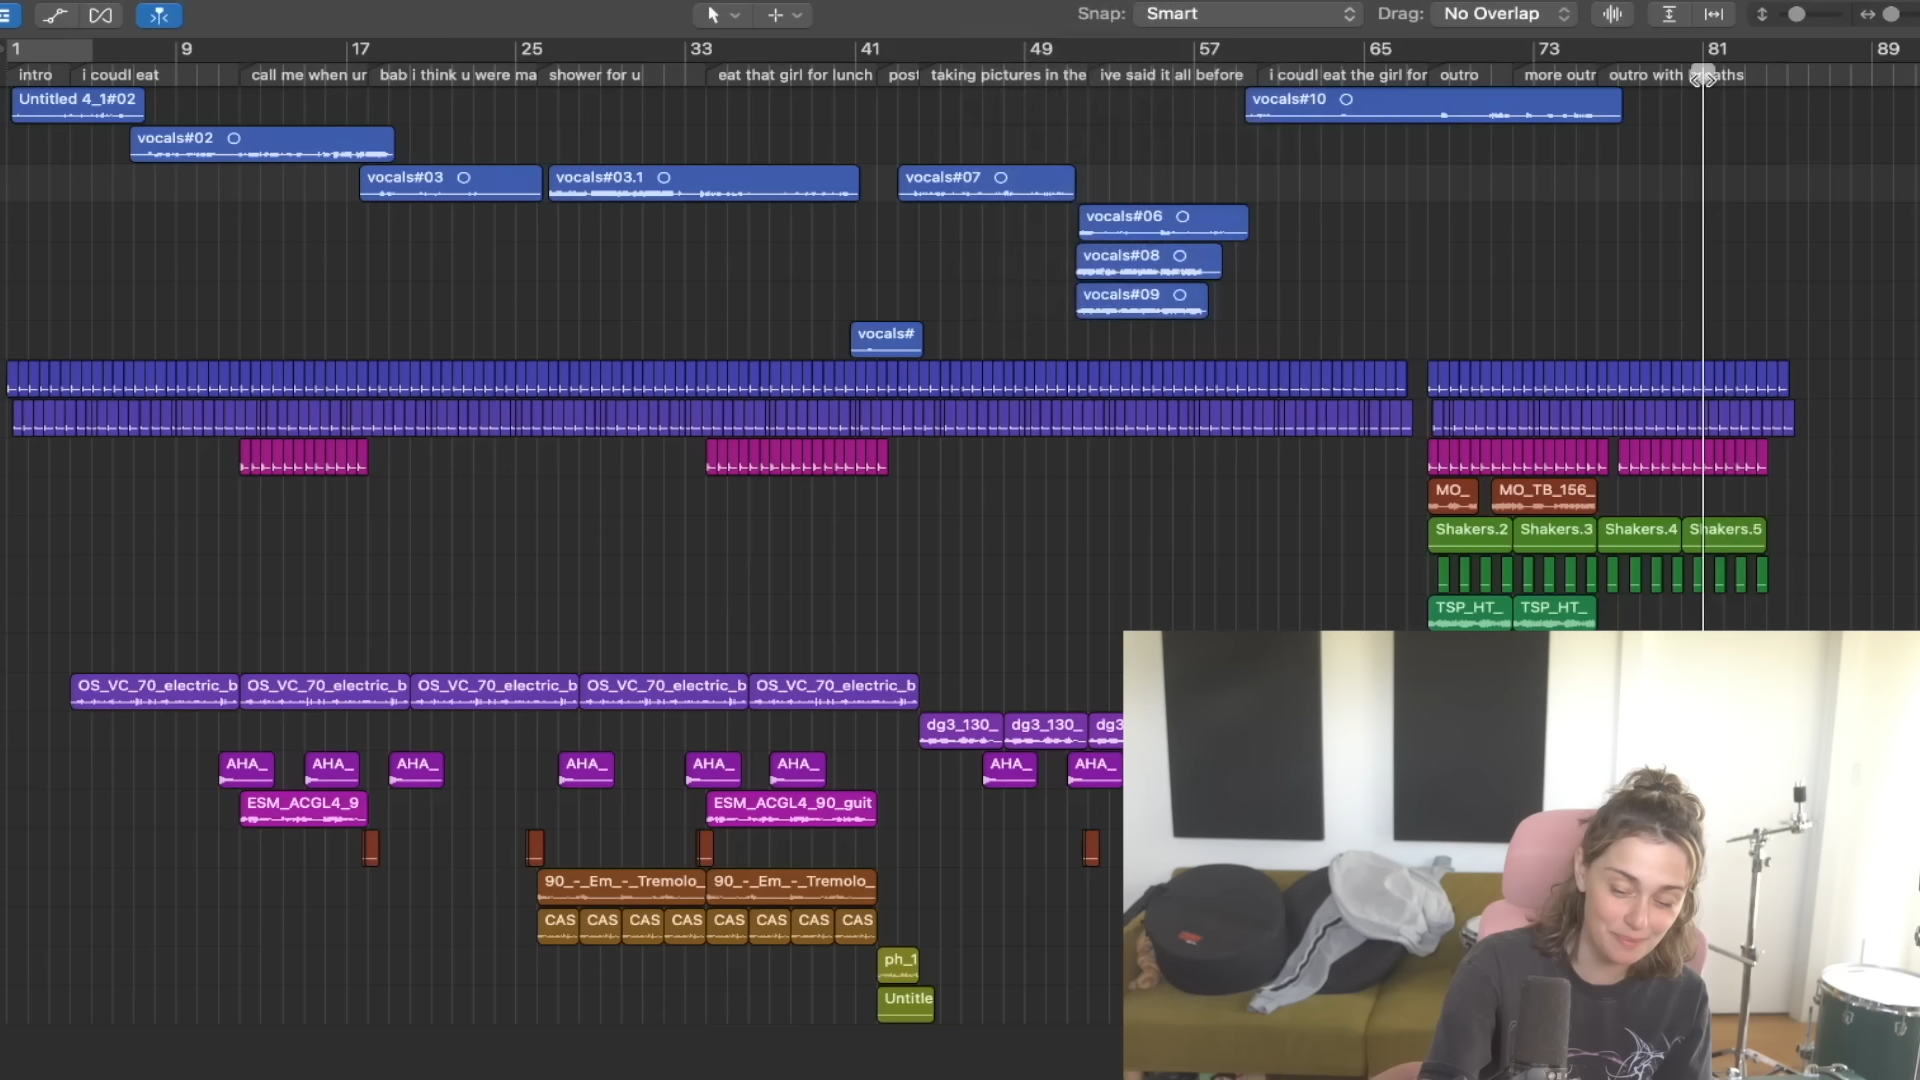 Snap: Smart Drag: No Overlap
1 9 17 25 33 41 49 57 65 73 81 89
intro i coudl eat call me when ur bab i think u were ma shower for u eat that girl for lunch post taking pictures in the ive said it all before i coudl eat the girl for outro more outr outro with
Untitled 4_1#02 vocals#10
vocals#02
vocals#03 vocals#03.1 vocals#07
vocals#06
vocals#08
vocals#09
vocals#
MO_ MO_TB_156_
Shakers.2 Shakers.3 Shakers.4 Shakers.5
TSP_HT_ TSP_HT_
OS_VC_70_electric_b OS_VC_70_electric_b OS_VC_70_electric_b OS_VC_70_electric_b OS_VC_70_electric_b
dg3_130_ dg3_130_ dg3
AHA_ AHA_ AHA_ AHA_ AHA_ AHA_ AHA_ AHA_
ESM_ACGL4_9 ESM_ACGL4_90_guit
90_-_Em_-_Tremolo_ 90_-_Em_-_Tremolo_
CAS CAS CAS CAS CAS CAS CAS CAS
ph_1
Untitle